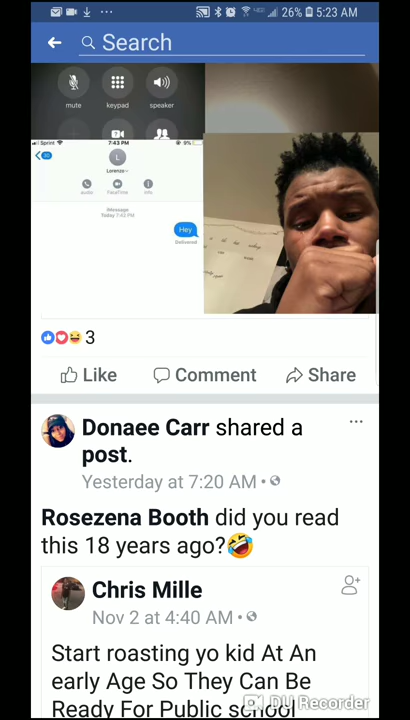 26% 5:23 AM
Search
mute keypad speaker
Sprint 7:43 PM 9%
L
Lorenzo
audio FaceTime info
iMessage
Today 7:42 PM
Hey
Delivered
3
Like Comment Share
Donaee Carr shared a
post.
Yesterday at 7:20 AM
Rosezena Booth did you read
this 18 years ago?🤣
Chris Mille
Nov 2 at 4:40 AM
Start roasting yo kid At An
early Age So They Can Be
Ready For Public school
DU Recorder